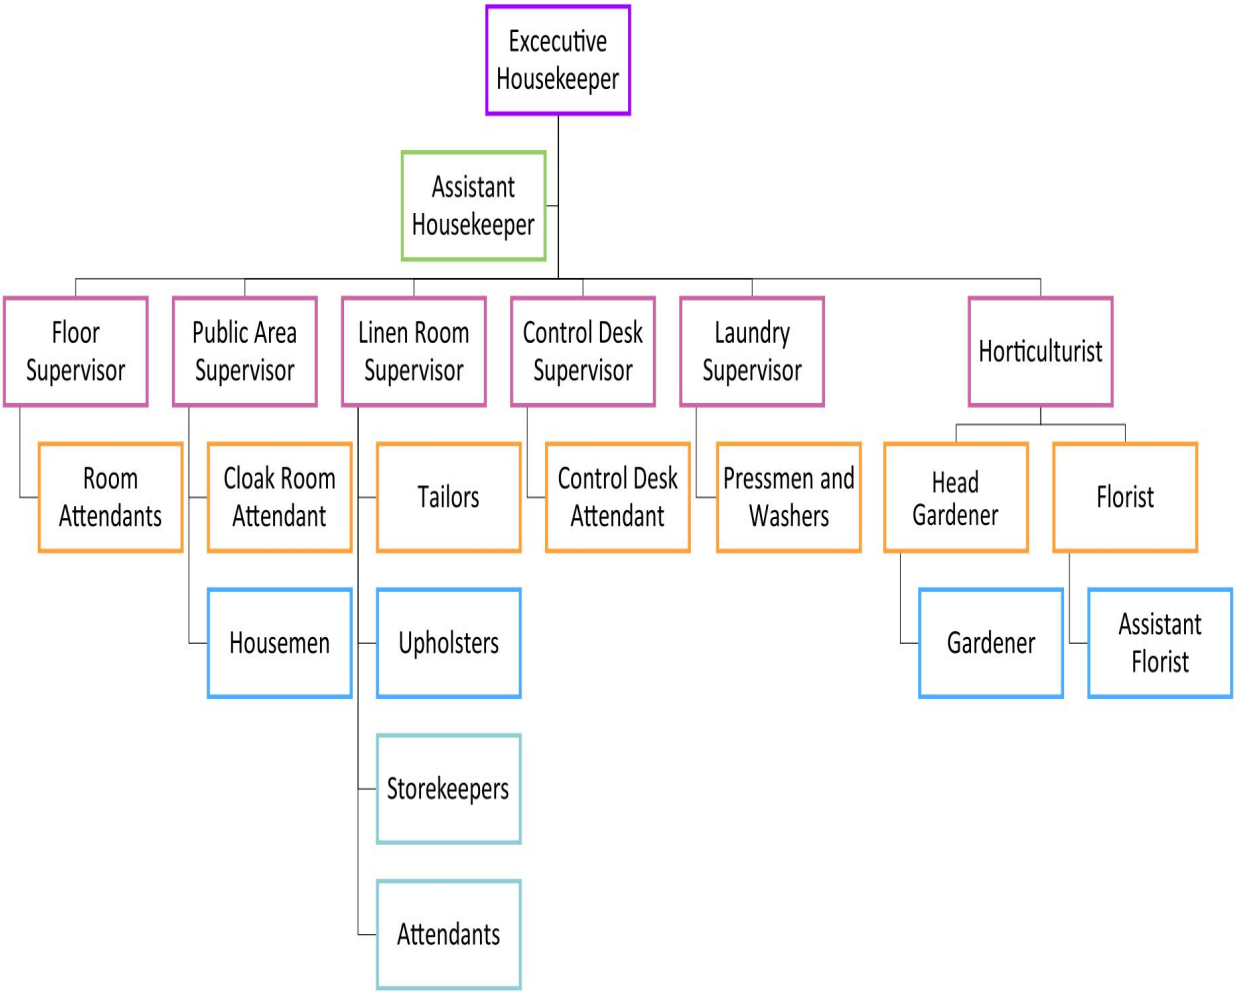 Excecutive
Housekeeper
Assistant
Housekeeper
Floor
Supervisor
Public Area
Supervisor
Linen Room
Supervisor
Control Desk
Supervisor
Laundry
Supervisor
Horticulturist
Room
Attendants
Cloak Room
Attendant
Tailors
Control Desk
Attendant
Pressmen and
Washers
Head
Gardener
Florist
Housemen
Upholsters
Gardener
Assistant
Florist
Storekeepers
Attendants